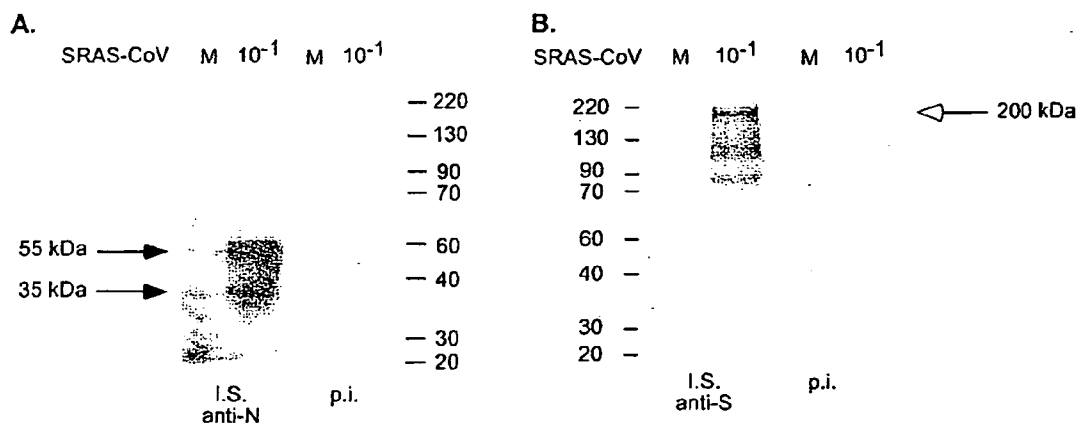 A.
SRAS-CoV M 10⁻¹ M 10⁻¹
220
130
90
70
60
40
30
20
55 kDa
35 kDa
I.S. p.i.
anti-N
B.
SRAS-CoV M 10⁻¹ M 10⁻¹
220
130
90
70
60
40
30
20
200 kDa
I.S. p.i.
anti-S